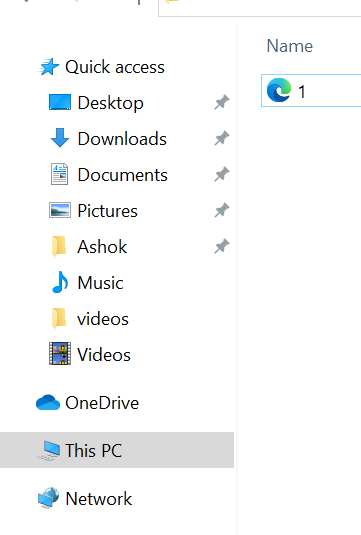 Quick access
Desktop
Downloads
Documents
Pictures
Ashok
Music
videos
Videos
OneDrive
This PC
Network
Name
1